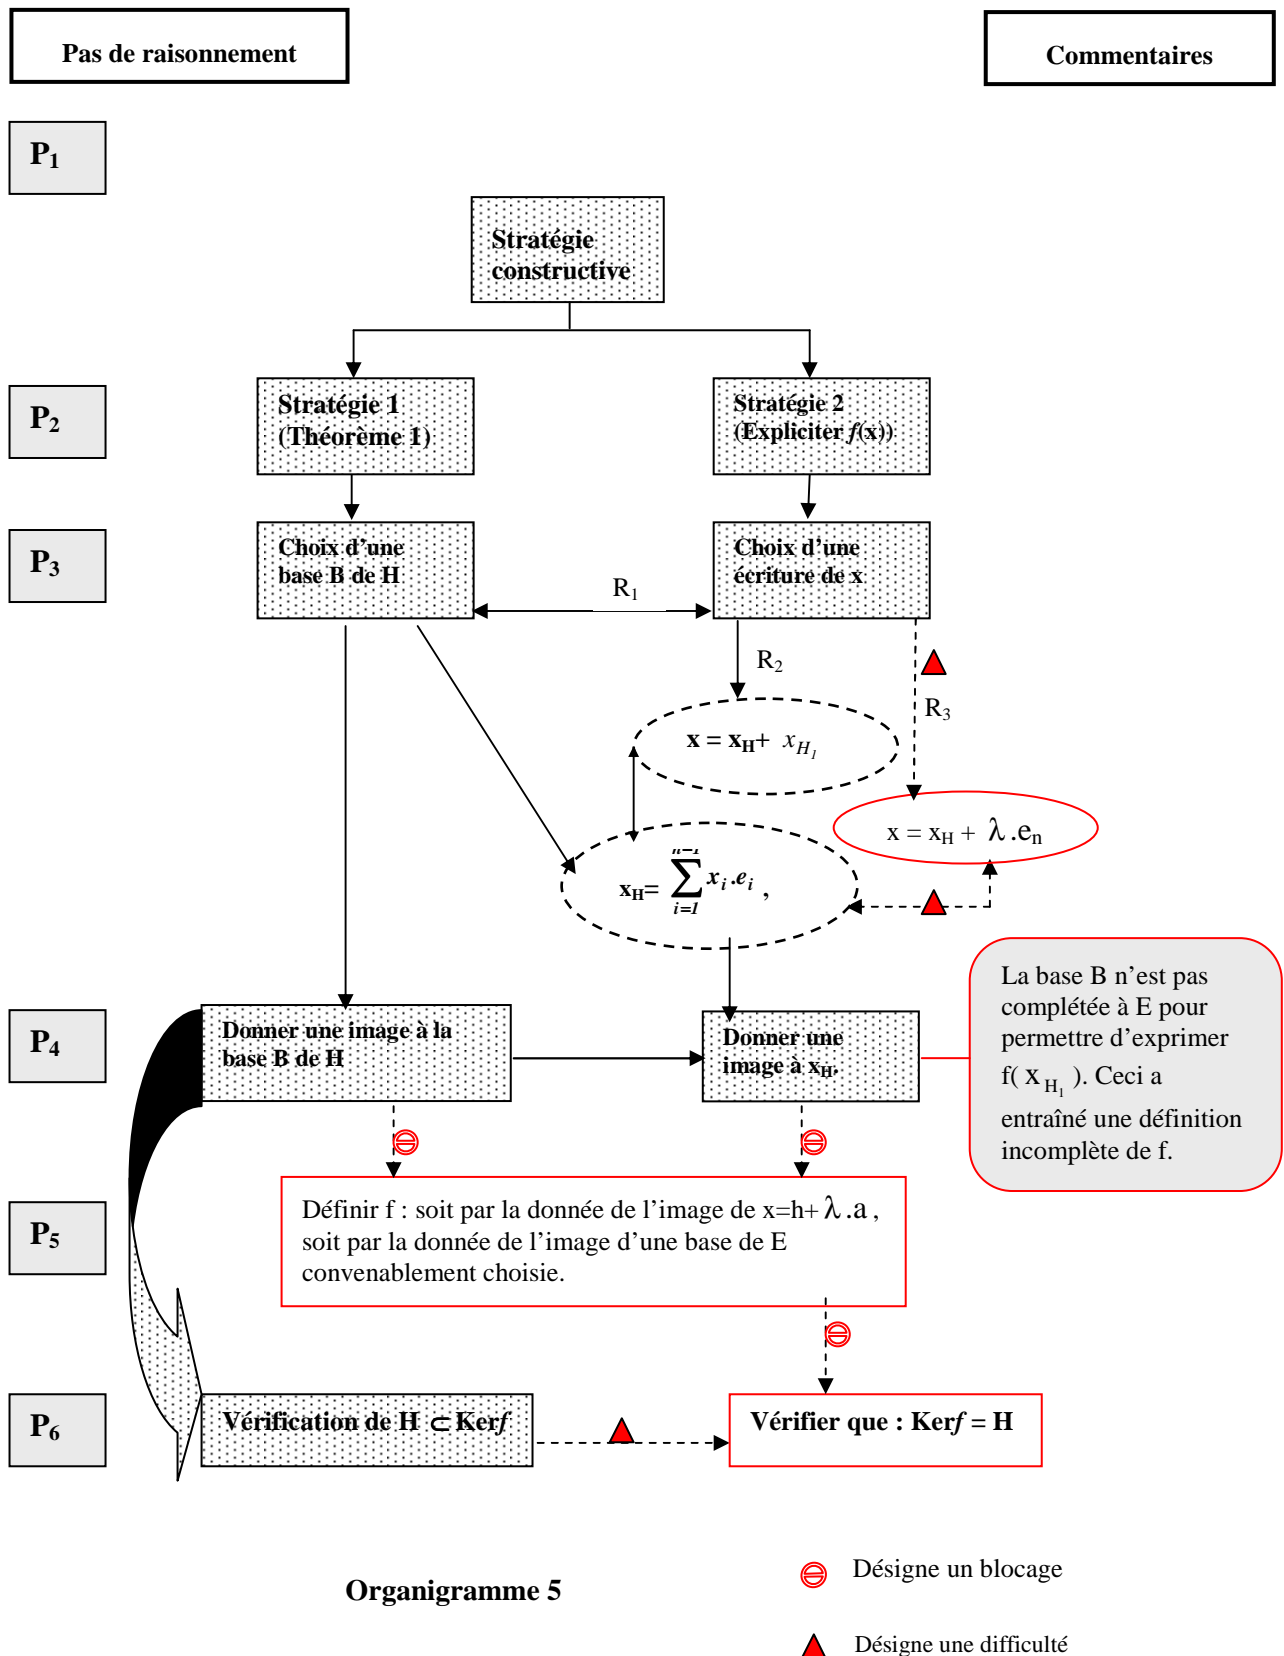 Pas de raisonnement
Commentaires
P1
Stratégie
constructive
P2
Stratégie 1
(Théorème 1)
Stratégie 2
(Expliciter f(x))
P3
Choix d'une
base B de H
Choix d'une
écriture de x
R1
R2
R3
x = xH+ xH1
x = xH + λ.en
xH= ∑ i=1 n-1 xi.ei ,
P4
Donner une image à la
base B de H
Donner une
image à xH.
La base B n'est pas
complétée à E pour
permettre d'exprimer
f( xH1 ). Ceci a
entraîné une définition
incomplète de f.
P5
Définir f : soit par la donnée de l'image de x=h+ λ.a ,
soit par la donnée de l'image d'une base de E
convenablement choisie.
P6
Vérification de H ⊂ Kerf
Vérifier que : Kerf = H
Organigramme 5
Désigne un blocage
Désigne une difficulté